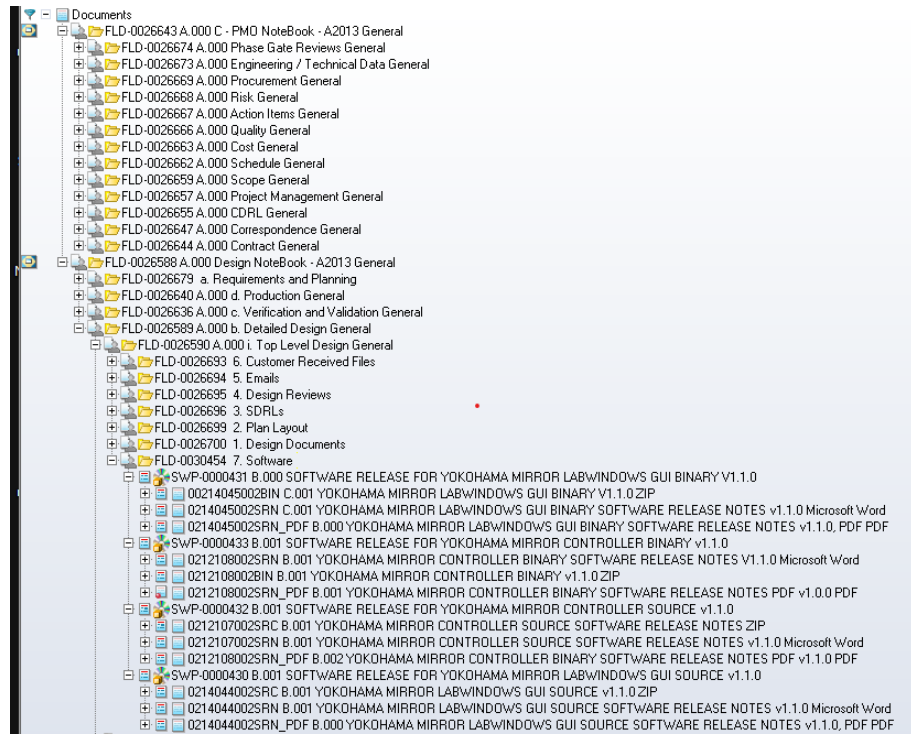 Documents
FLD-0026643 A.000 C - PMO NoteBook - A2013 General
FLD-0026674 A.000 Phase Gate Reviews General
FLD-0026673 A.000 Engineering / Technical Data General
FLD-0026669 A.000 Procurement General
FLD-0026668 A.000 Risk General
FLD-0026667 A.000 Action Items General
FLD-0026666 A.000 Quality General
FLD-0026663 A.000 Cost General
FLD-0026662 A.000 Schedule General
FLD-0026659 A.000 Scope General
FLD-0026657 A.000 Project Management General
FLD-0026655 A.000 CDRL General
FLD-0026647 A.000 Correspondence General
FLD-0026644 A.000 Contract General
FLD-0026588 A.000 Design NoteBook - A2013 General
FLD-0026679 a. Requirements and Planning
FLD-0026640 A.000 d. Production General
FLD-0026636 A.000 c. Verification and Validation General
FLD-0026589 A.000 b. Detailed Design General
FLD-0026590 A.000 i. Top Level Design General
FLD-0026693 6. Customer Received Files
FLD-0026694 5. Emails
FLD-0026695 4. Design Reviews
FLD-0026696 3. SDRLs
FLD-0026699 2. Plan Layout
FLD-0026700 1. Design Documents
FLD-0030454 7. Software
SWP-0000431 B.000 SOFTWARE RELEASE FOR YOKOHAMA MIRROR LABWINDOWS GUI BINARY V1.1.0
00214045002BIN C.001 YOKOHAMA MIRROR LABWINDOWS GUI BINARY V1.1.0 ZIP
0214045002SRN C.001 YOKOHAMA MIRROR LABWINDOWS GUI BINARY SOFTWARE RELEASE NOTES v1.1.0 Microsoft Word
0214045002SRN_PDF B.000 YOKOHAMA MIRROR LABWINDOWS GUI BINARY SOFTWARE RELEASE NOTES v1.1.0, PDF PDF
SWP-0000433 B.001 SOFTWARE RELEASE FOR YOKOHAMA MIRROR CONTROLLER BINARY v1.1.0
0212108002SRN B.001 YOKOHAMA MIRROR CONTROLLER BINARY SOFTWARE RELEASE NOTES V1.1.0 Microsoft Word
0212108002BIN B.001 YOKOHAMA MIRROR CONTROLLER BINARY v1.1.0 ZIP
0212108002SRN_PDF B.001 YOKOHAMA MIRROR CONTROLLER BINARY SOFTWARE RELEASE NOTES PDF v1.0.0 PDF
SWP-0000432 B.001 SOFTWARE RELEASE FOR YOKOHAMA MIRROR CONTROLLER SOURCE v1.1.0
0212107002SRC B.001 YOKOHAMA MIRROR CONTROLLER SOURCE SOFTWARE RELEASE NOTES ZIP
0212107002SRN B.001 YOKOHAMA MIRROR CONTROLLER SOURCE SOFTWARE RELEASE NOTES v1.1.0 Microsoft Word
0212108002SRN_PDF B.002 YOKOHAMA MIRROR CONTROLLER BINARY SOFTWARE RELEASE NOTES PDF v1.1.0 PDF
SWP-0000430 B.001 SOFTWARE RELEASE FOR YOKOHAMA MIRROR LABWINDOWS GUI SOURCE v1.1.0
0214044002SRC B.001 YOKOHAMA MIRROR LABWINDOWS GUI SOURCE v1.1.0 ZIP
0214044002SRN B.001 YOKOHAMA MIRROR LABWINDOWS GUI SOURCE SOFTWARE RELEASE NOTES v1.1.0 Microsoft Word
0214044002SRN_PDF B.000 YOKOHAMA MIRROR LABWINDOWS GUI SOURCE SOFTWARE RELEASE NOTES v1.1.0, PDF PDF